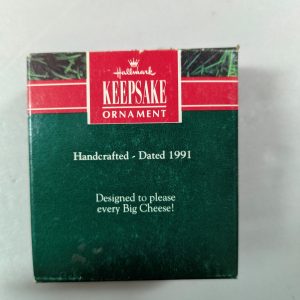 Hallmark
KEEPSAKE
ORNAMENT
Handcrafted - Dated 1991
Designed to please
every Big Cheese!